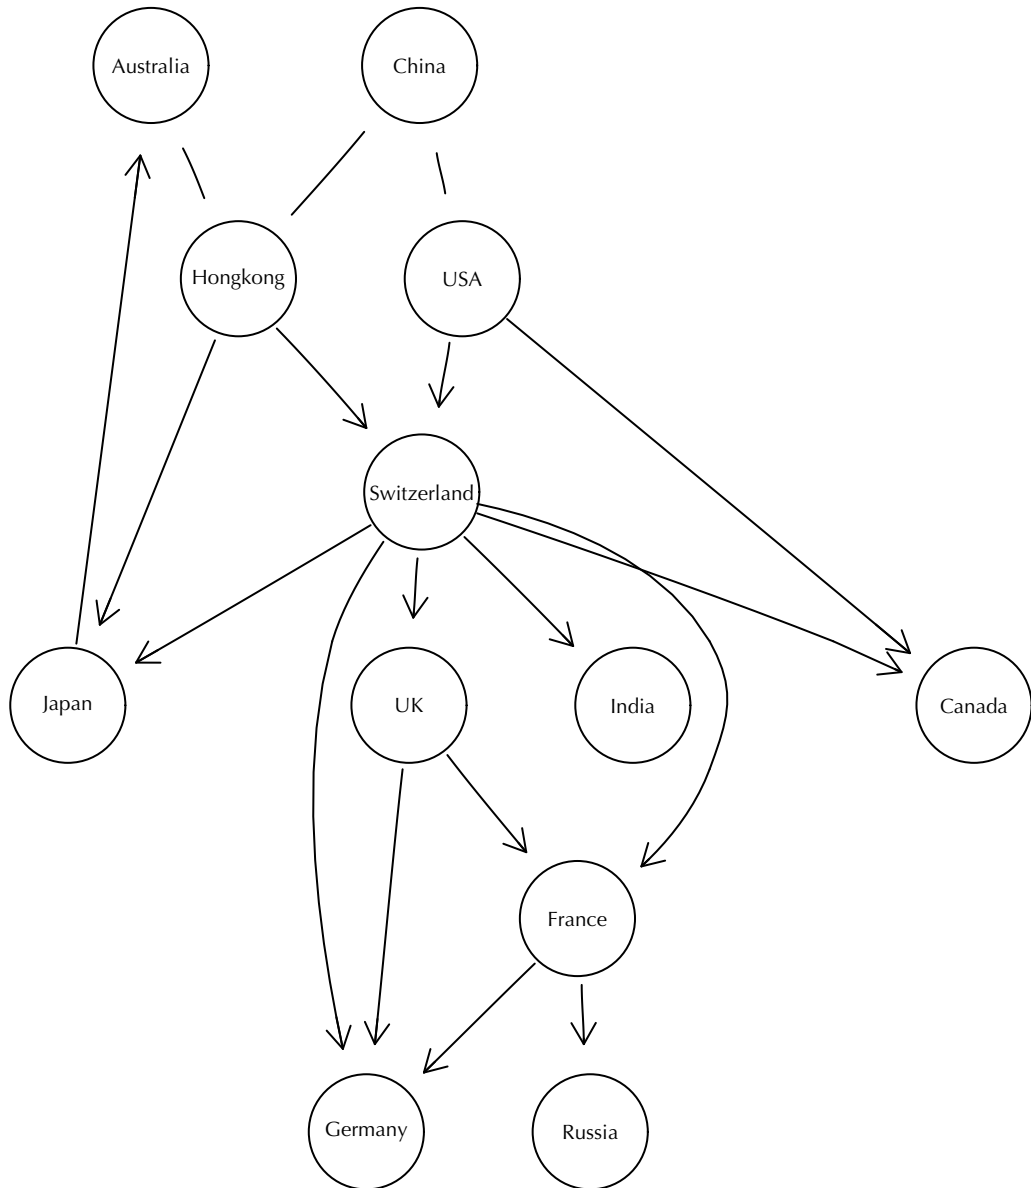 Australia
China
Hongkong
USA
Switzerland
Japan
UK
India
Canada
France
Germany
Russia